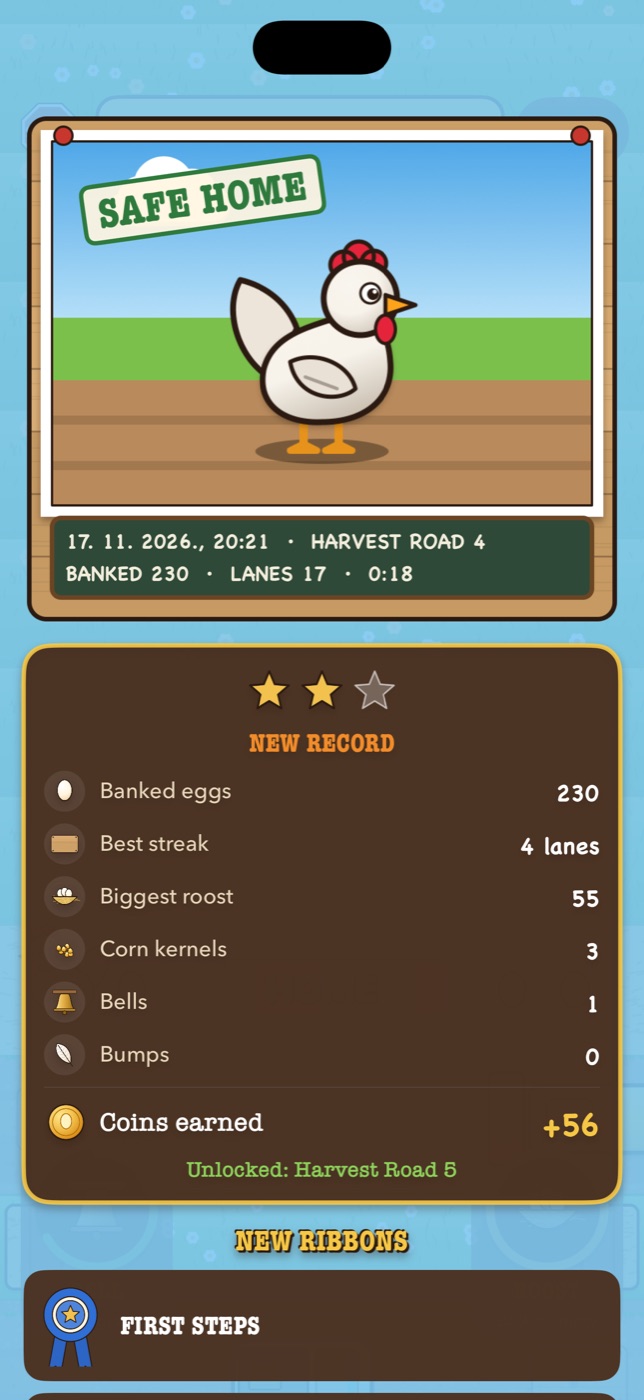 SAFE HOME
17. 11. 2026., 20:21 · HARVEST ROAD 4
BANKED 230 · LANES 17 · 0:18
NEW RECORD
Banked eggs 230
Best streak 4 lanes
Biggest roost 55
Corn kernels 3
Bells 1
Bumps 0
Coins earned +56
Unlocked: Harvest Road 5
NEW RIBBONS
FIRST STEPS